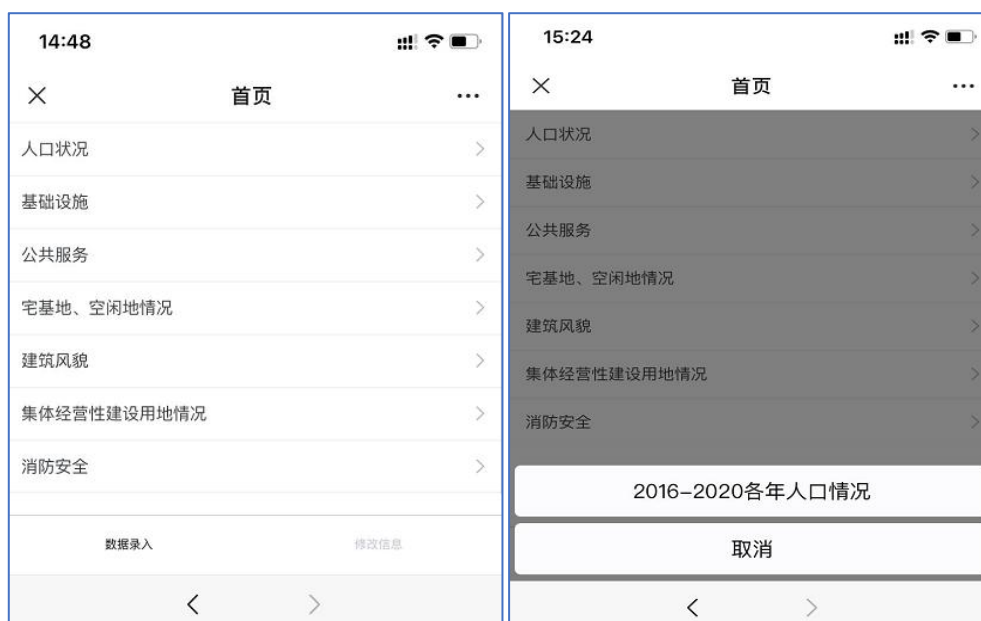 14:48
首页
人口状况
基础设施
公共服务
宅基地、空闲地情况
建筑风貌
集体经营性建设用地情况
消防安全
数据录入
修改信息
15:24
首页
人口状况
基础设施
公共服务
宅基地、空闲地情况
建筑风貌
集体经营性建设用地情况
消防安全
2016-2020各年人口情况
取消